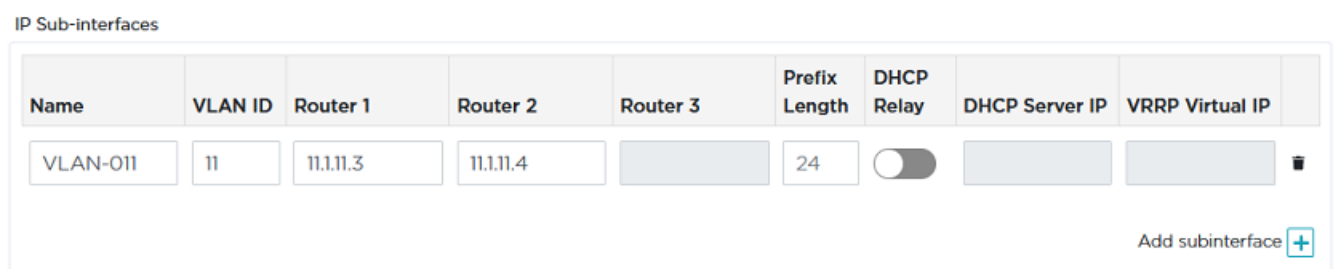 IP Sub-interfaces
Name VLAN ID Router 1 Router 2 Router 3 Prefix Length DHCP Relay DHCP Server IP VRRP Virtual IP
VLAN-011 11 11.1.11.3 11.1.11.4 24
Add subinterface +